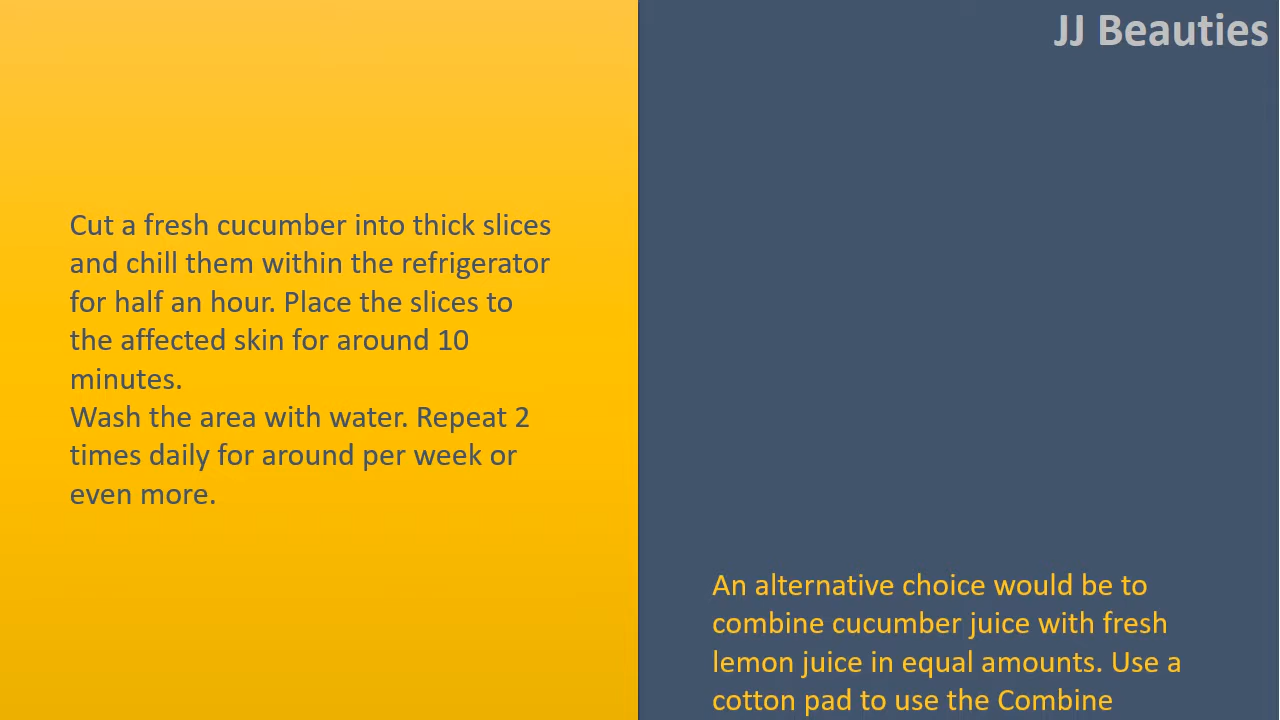 JJ Beauties
Cut a fresh cucumber into thick slices
and chill them within the refrigerator
for half an hour. Place the slices to
the affected skin for around 10
minutes.
Wash the area with water. Repeat 2
times daily for around per week or
even more.
An alternative choice would be to
combine cucumber juice with fresh
lemon juice in equal amounts. Use a
cotton pad to use the Combine